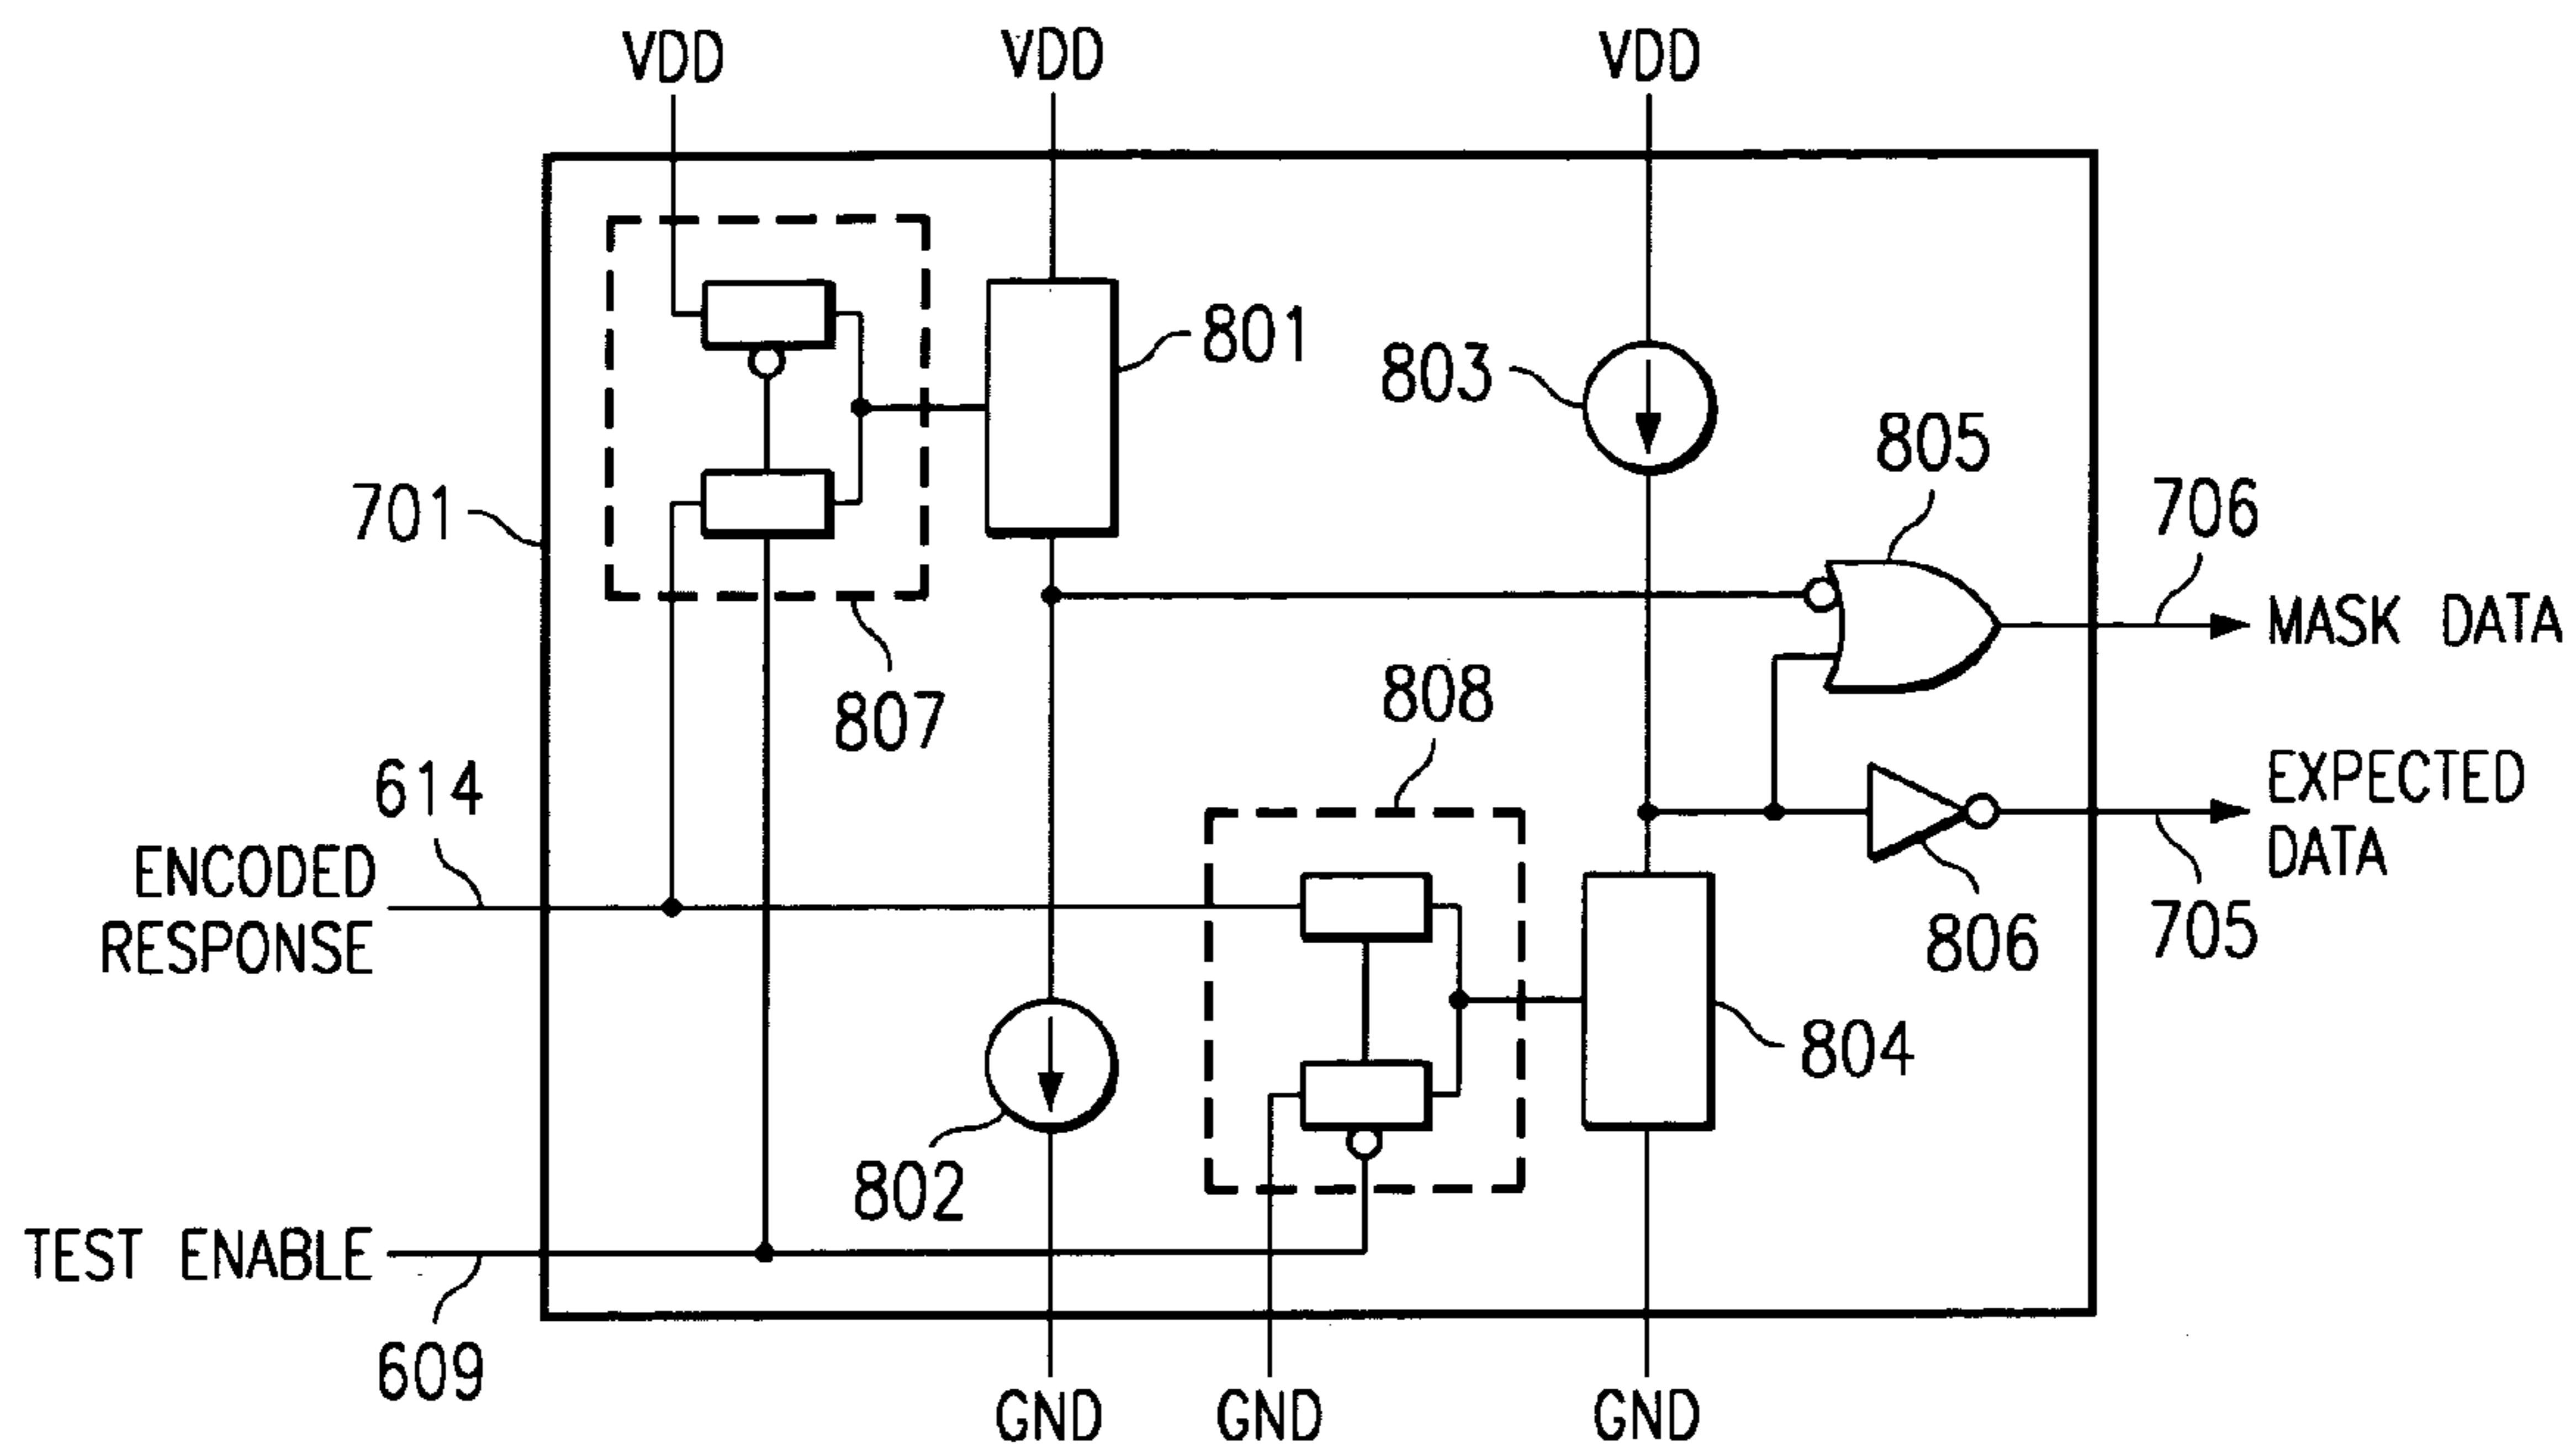 VDD
VDD
VDD
801
803
805
701
706
MASK DATA
807
808
614
ENCODED
RESPONSE
EXPECTED
DATA
806
705
804
802
TEST ENABLE
609
GND
GND
GND